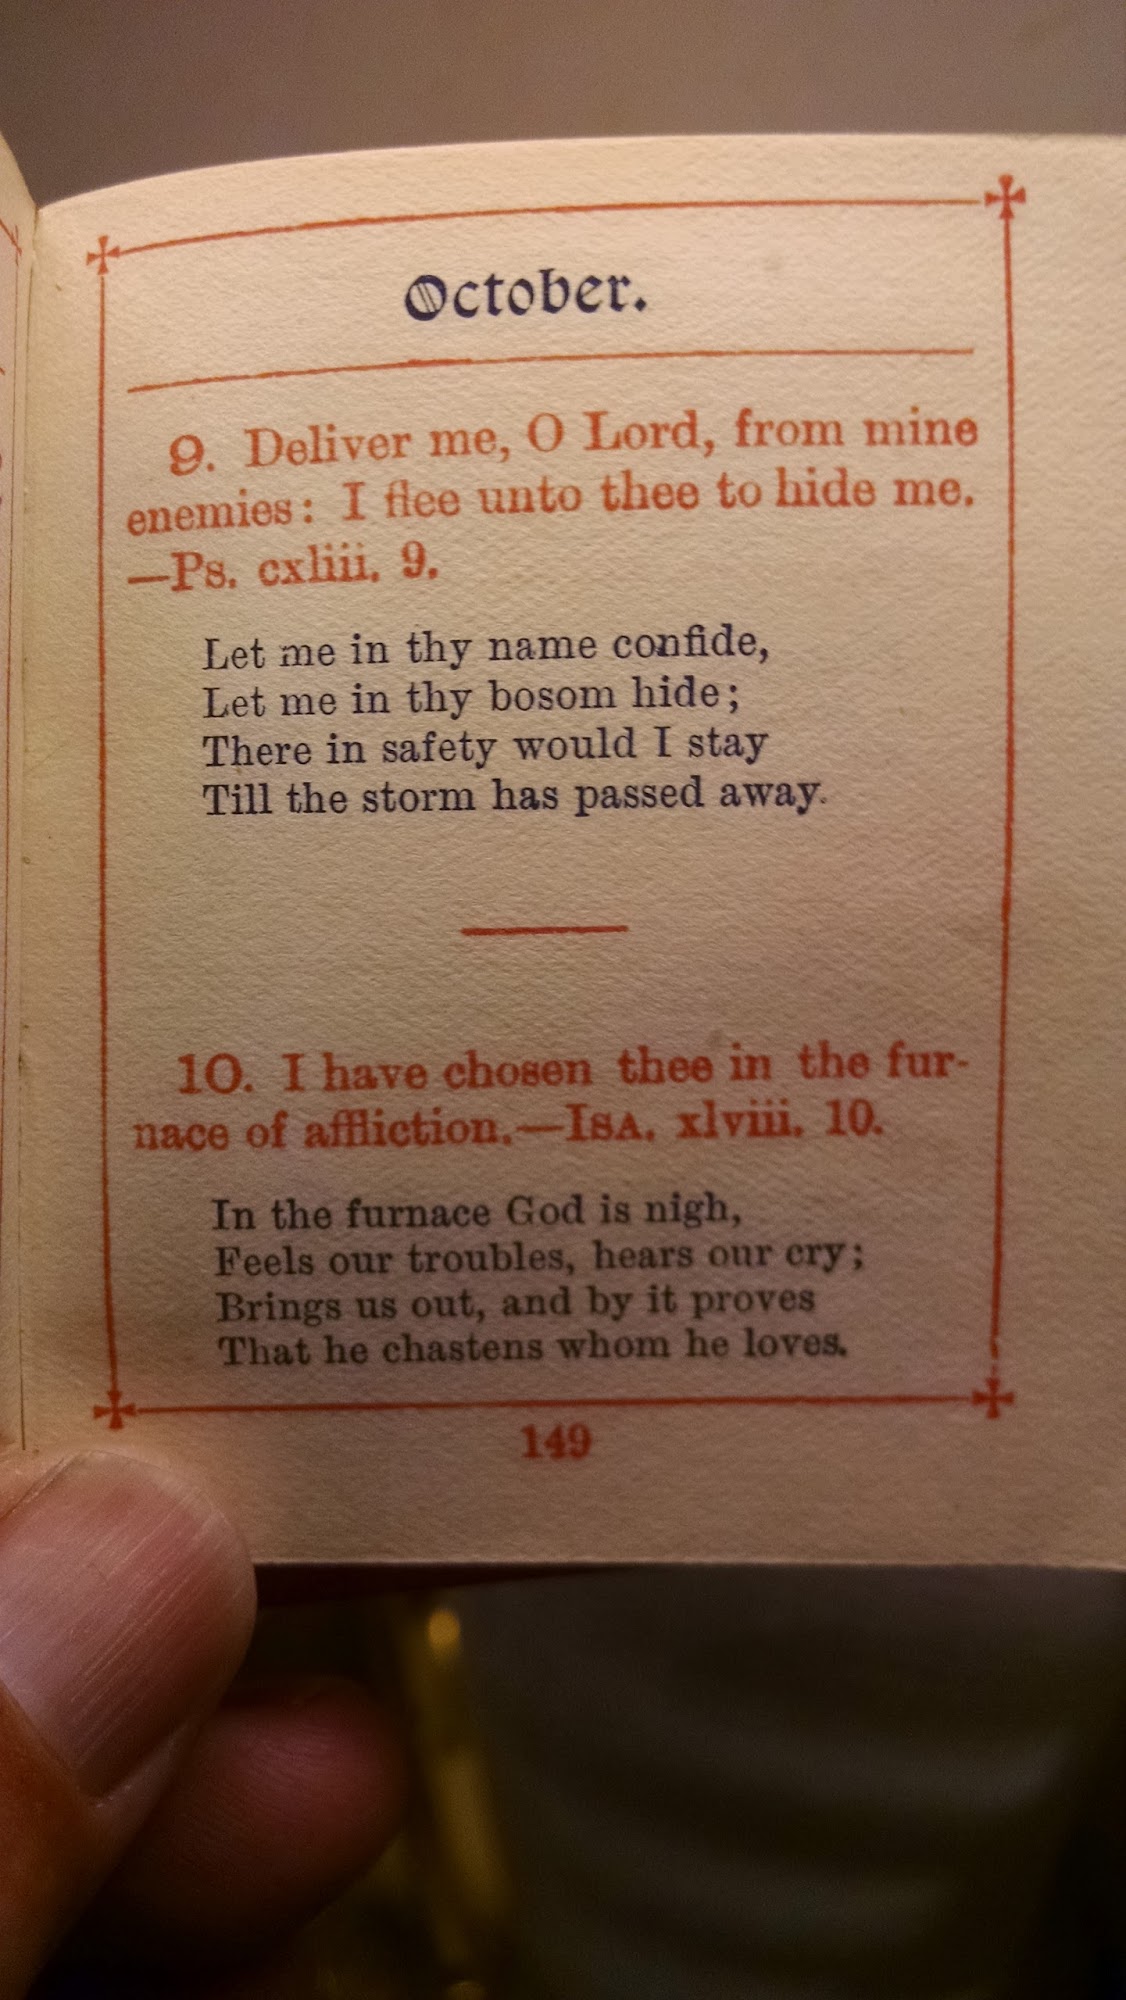 October.
9. Deliver me, O Lord, from mine
enemies: I flee unto thee to hide me.
—Ps. cxliii. 9.
Let me in thy name confide,
Let me in thy bosom hide;
There in safety would I stay
Till the storm has passed away.
10. I have chosen thee in the fur-
nace of affliction.—Isa. xlviii. 10.
In the furnace God is nigh,
Feels our troubles, hears our cry;
Brings us out, and by it proves
That he chastens whom he loves.
149